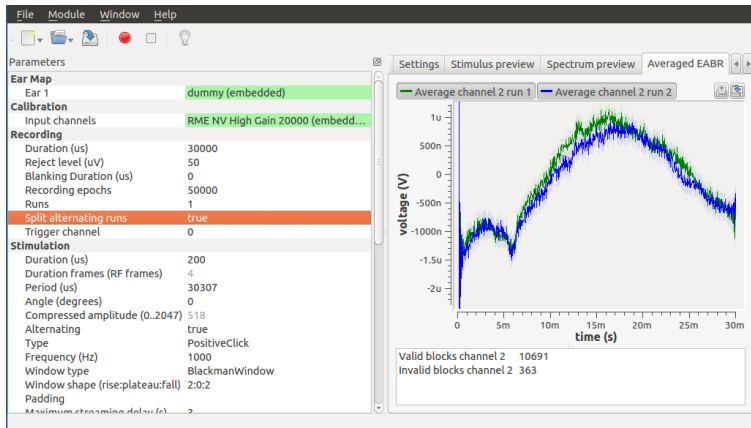 File Module Window Help
Parameters
Ear Map
Ear 1 dummy (embedded)
Calibration
Input channels RME NV High Gain 20000 (embedd...
Recording
Duration (us) 30000
Reject level (uV) 50
Blanking Duration (us) 0
Recording epochs 50000
Runs 1
Split alternating runs true
Trigger channel 0
Stimulation
Duration (us) 200
Duration frames (RF frames) 4
Period (us) 30307
Angle (degrees) 0
Compressed amplitude (0..2047) 518
Alternating true
Type PositiveClick
Frequency (Hz) 1000
Window type BlackmanWindow
Window shape (rise:plateau:fall) 2:0:2
Padding
Maximum streaming delay (s) 3
Settings Stimulus preview Spectrum preview Averaged EABR
Average channel 2 run 1 Average channel 2 run 2
1u
500n
0
-500n
-1000n
-1.5u
-2u
voltage (V)
0 5m 10m 15m 20m 25m 30m
time (s)
Valid blocks channel 2 10691
Invalid blocks channel 2 363